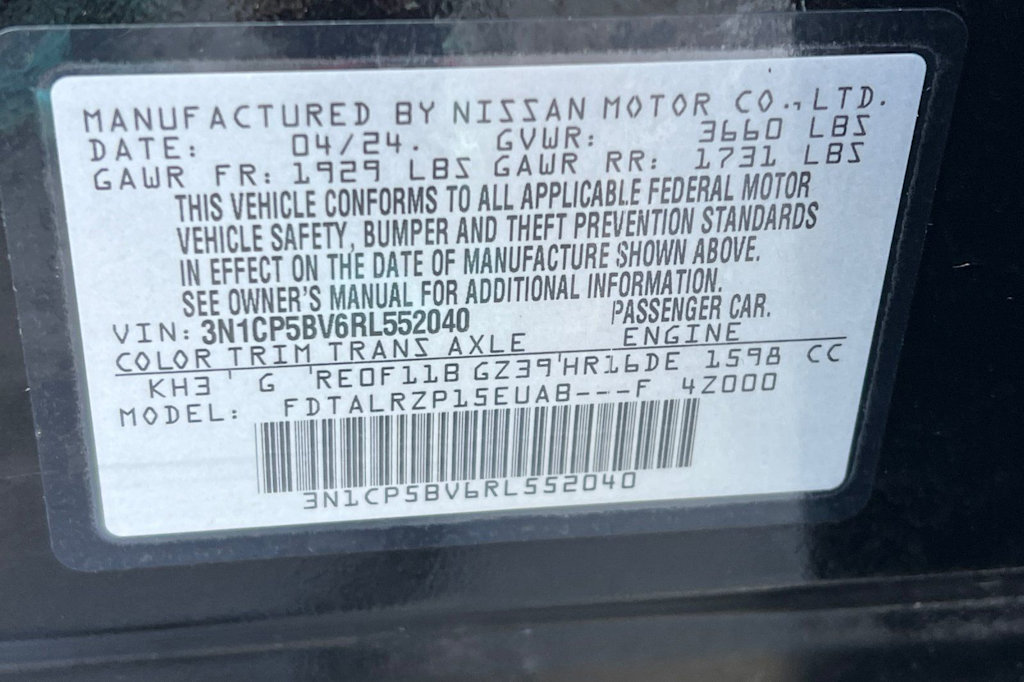 MANUFACTURED BY NISSAN MOTOR CO., LTD.
DATE: 04/24. GVWR: 3660 LBS
GAWR FR: 1929 LBS GAWR RR: 1731 LBS
THIS VEHICLE CONFORMS TO ALL APPLICABLE FEDERAL MOTOR
VEHICLE SAFETY, BUMPER AND THEFT PREVENTION STANDARDS
IN EFFECT ON THE DATE OF MANUFACTURE SHOWN ABOVE.
SEE OWNER'S MANUAL FOR ADDITIONAL INFORMATION.
VIN: 3N1CP5BV6RL552040 PASSENGER CAR.
COLOR TRIM TRANS AXLE ENGINE
KH3 ' G 'RE0F11B GZ39'HR16DE 1598 CC
MODEL: FDTALRZP15EUAB---F 4Z000
3N1CP5BV6RL552040